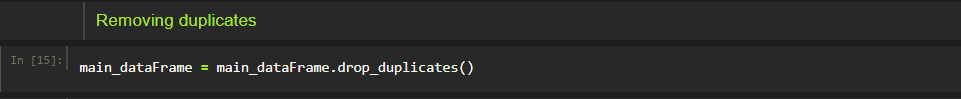 Removing duplicates
In [15]:
main_dataFrame = main_dataFrame.drop_duplicates()